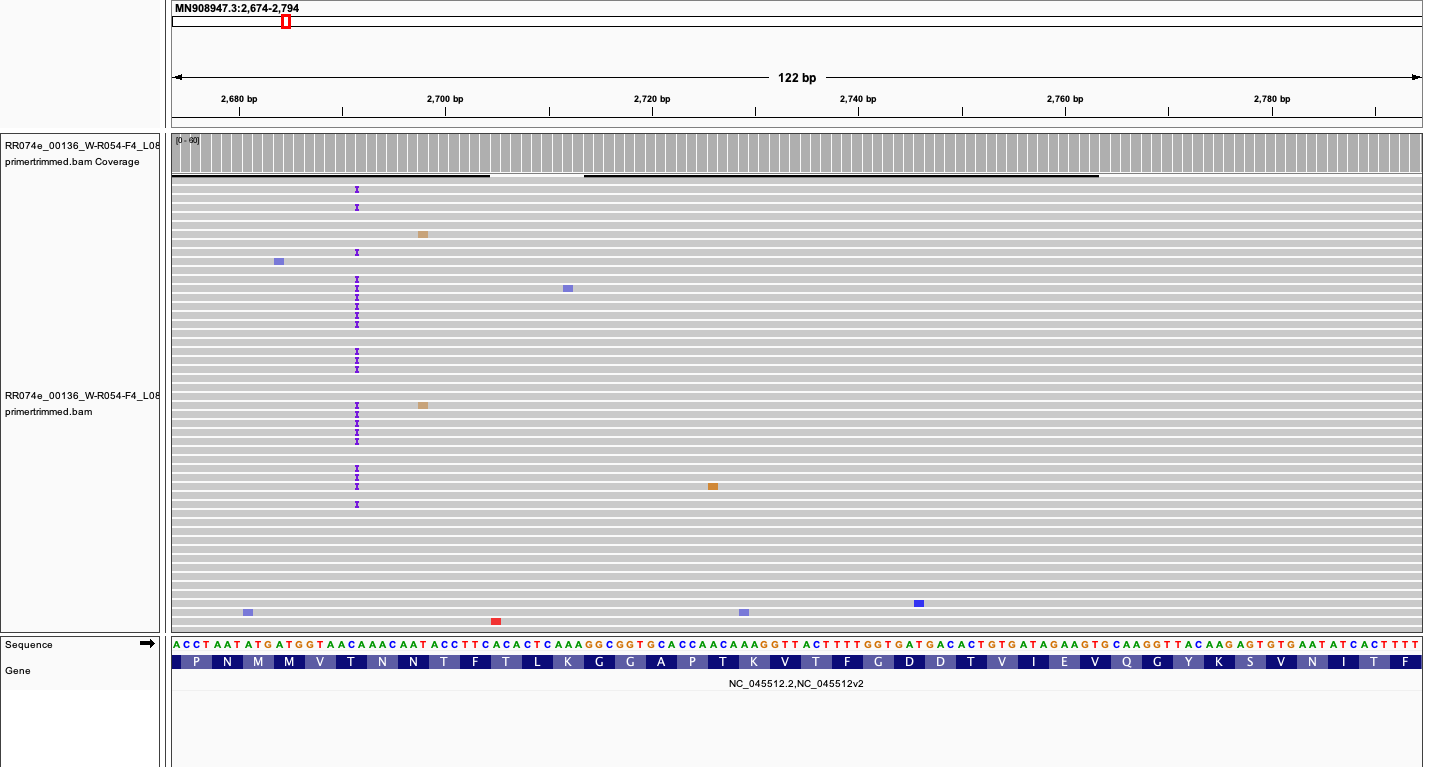 MN908947.3:2,674-2,794
122 bp
2,680 bp 2,700 bp 2,720 bp 2,740 bp 2,760 bp 2,780 bp
[0 - 60]
RR074e_00136_W-R054-F4_L08
primertrimmed.bam Coverage
RR074e_00136_W-R054-F4_L08
primertrimmed.bam
Sequence
A C C T A A T A T G A T G G T A A C A A A C A A T A C C T T C A C A C T C A A A G G C G G T G C A C C A A C A A A G G T T A C T T T T G G T G A T G A C A C T G T G A T A G A A G T G C A A G G T T A C A A G A G T G T G A A T A T C A C T T T T
Gene
P N M M V T N N T F T L K G G A P T K V T F G D D T V I E V Q G Y K S V N I T F
NC_045512.2,NC_045512v2